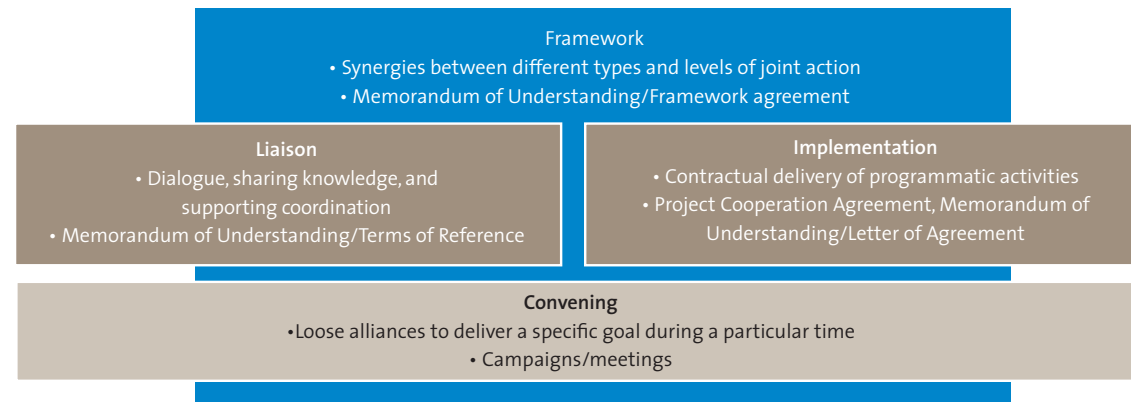 Framework
• Synergies between different types and levels of joint action
• Memorandum of Understanding/Framework agreement
Liaison
• Dialogue, sharing knowledge, and
supporting coordination
• Memorandum of Understanding/Terms of Reference
Implementation
• Contractual delivery of programmatic activities
• Project Cooperation Agreement, Memorandum of
Understanding/Letter of Agreement
Convening
•Loose alliances to deliver a specific goal during a particular time
• Campaigns/meetings